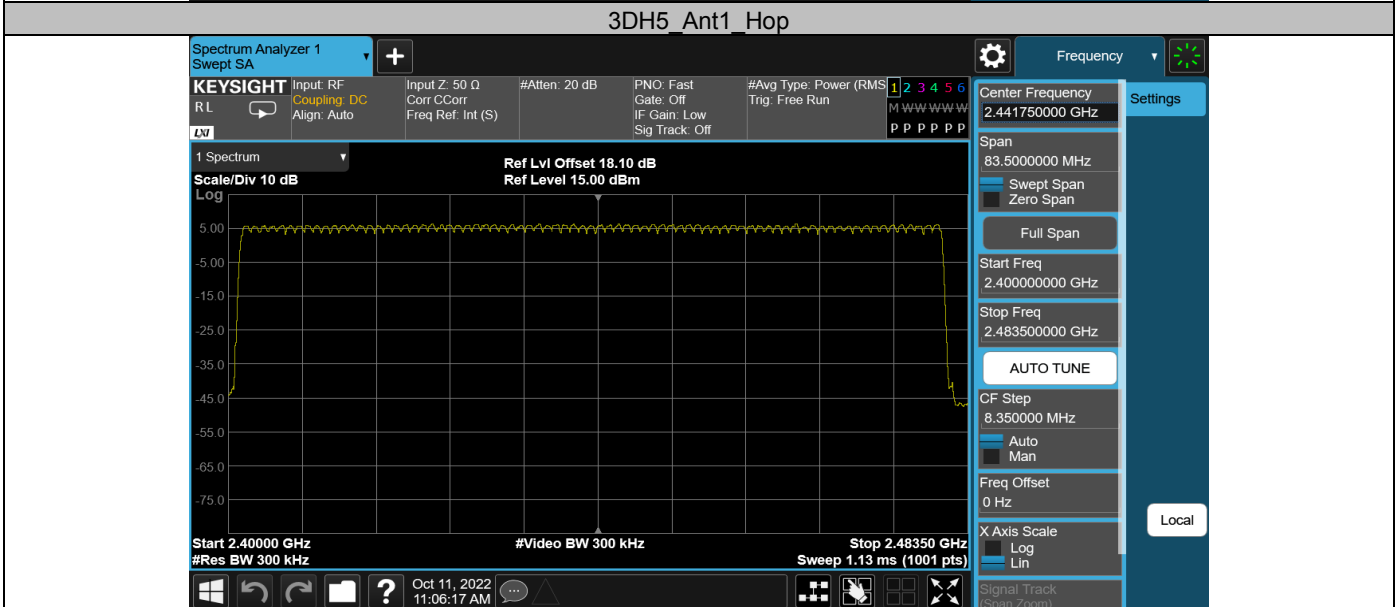 3DH5_Ant1_Hop
Spectrum Analyzer 1
Swept SA
+
Frequency
KEYSIGHT
R L
LXI
Input: RF
Coupling: DC
Align: Auto
Input Z: 50 Ω
Corr CCorr
Freq Ref: Int (S)
#Atten: 20 dB
PNO: Fast
Gate: Off
IF Gain: Low
Sig Track: Off
#Avg Type: Power (RMS
Trig: Free Run
1 2 3 4 5 6
M W W W W W
P P P P P P
1 Spectrum
Scale/Div 10 dB
Ref Lvl Offset 18.10 dB
Ref Level 15.00 dBm
Log
5.00
-5.00
-15.0
-25.0
-35.0
-45.0
-55.0
-65.0
-75.0
Start 2.40000 GHz
#Res BW 300 kHz
#Video BW 300 kHz
Stop 2.48350 GHz
Sweep 1.13 ms (1001 pts)
Center Frequency
2.441750000 GHz
Settings
Span
83.5000000 MHz
Swept Span
Zero Span
Full Span
Start Freq
2.400000000 GHz
Stop Freq
2.483500000 GHz
AUTO TUNE
CF Step
8.350000 MHz
Auto
Man
Freq Offset
0 Hz
X Axis Scale
Log
Lin
Local
Signal Track
(Span Zoom)
?
Oct 11, 2022
11:06:17 AM